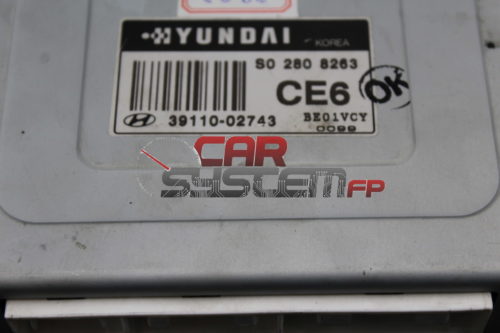 HYUNDAI KOREA
S0 280 8263
CE6 OK
39110-02743 BE01VCY
0099
CAR
SYSTEM FP